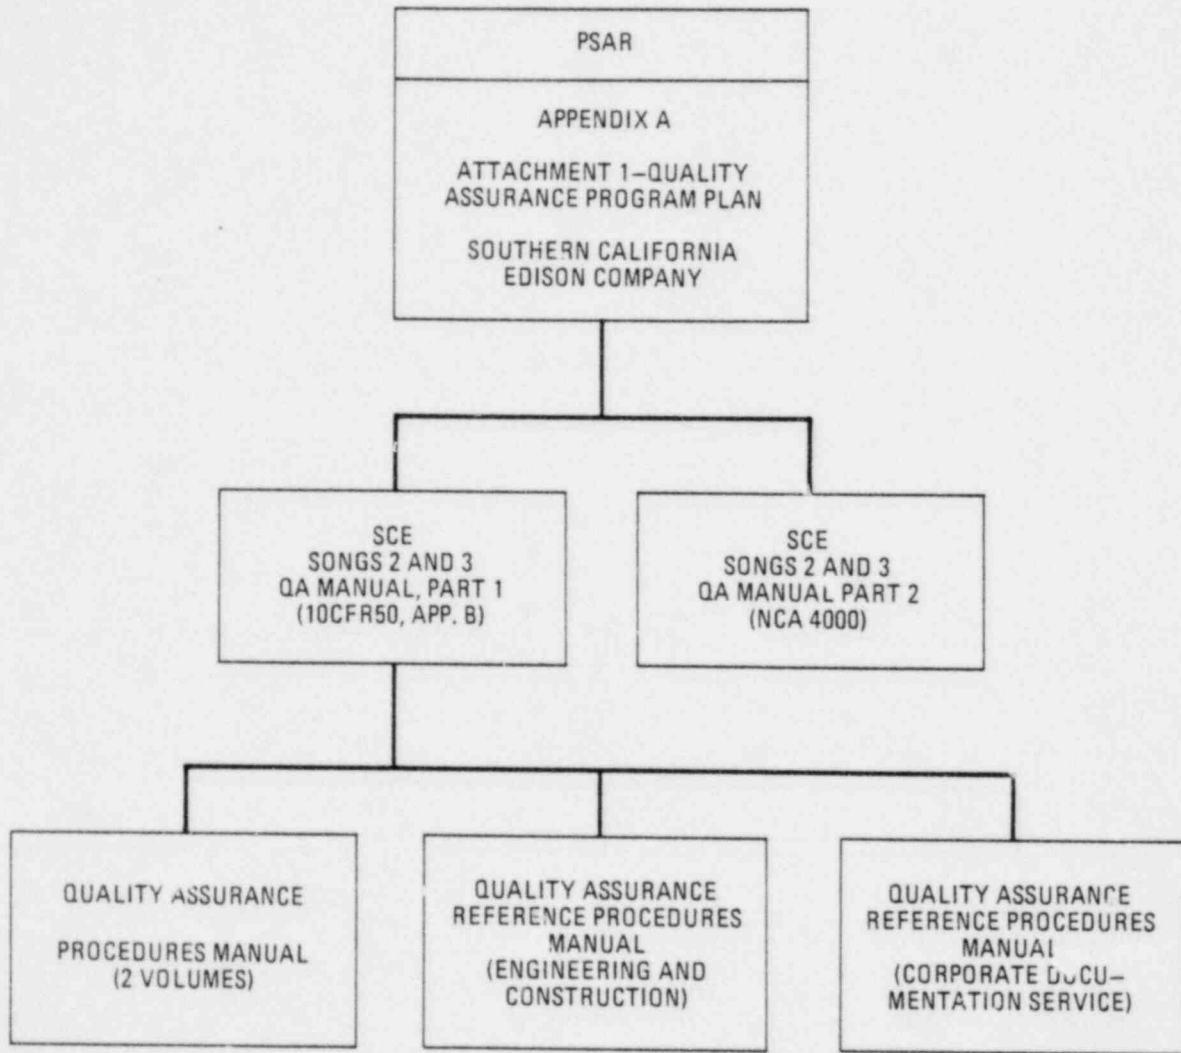 PSAR
APPENDIX A
ATTACHMENT 1–QUALITY
ASSURANCE PROGRAM PLAN
SOUTHERN CALIFORNIA
EDISON COMPANY
SCE
SONGS 2 AND 3
QA MANUAL, PART 1
(10CFR50, APP. B)
SCE
SONGS 2 AND 3
QA MANUAL PART 2
(NCA 4000)
QUALITY ASSURANCE
PROCEDURES MANUAL
(2 VOLUMES)
QUALITY ASSURANCE
REFERENCE PROCEDURES
MANUAL
(ENGINEERING AND
CONSTRUCTION)
QUALITY ASSURANCE
REFERENCE PROCEDURES
MANUAL
(CORPORATE DOCU–
MENTATION SERVICE)